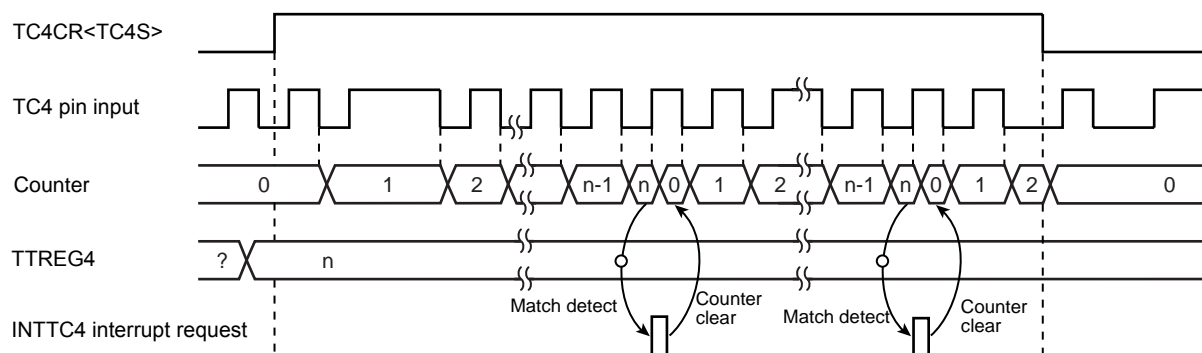 TC4CR<TC4S>
TC4 pin input
Counter
0 1 2 n-1 n 0 1 2 n-1 n 0 1 2 0
TTREG4
? n
Match detect
Counter
clear
Match detect
Counter
clear
INTTC4 interrupt request